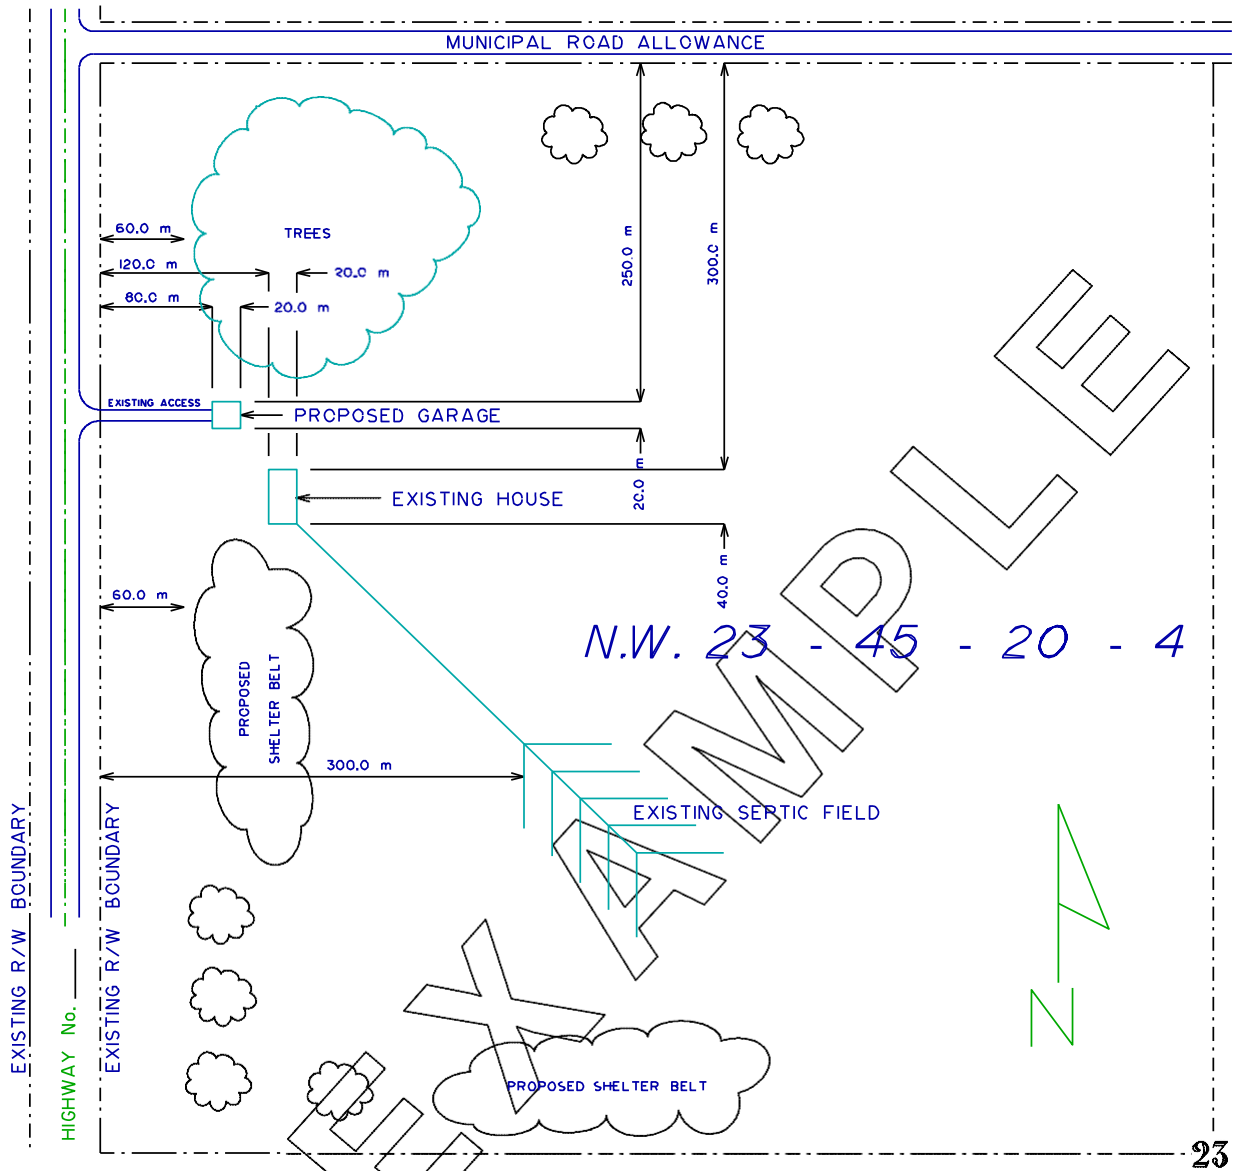 MUNICIPAL ROAD ALLOWANCE
60.0 m
TREES
120.0 m
20.0 m
80.0 m
20.0 m
250.0 m
300.0 m
EXISTING ACCESS
PROPOSED GARAGE
20.0 m
EXISTING HOUSE
40.0 m
60.0 m
N.W. 23 - 45 - 20 - 4
PROPOSED
SHELTER BELT
300.0 m
EXISTING SEPTIC FIELD
EXISTING R/W BOUNDARY
HIGHWAY No.
EXISTING R/W BOUNDARY
N
PROPOSED SHELTER BELT
EXAMPLE
23